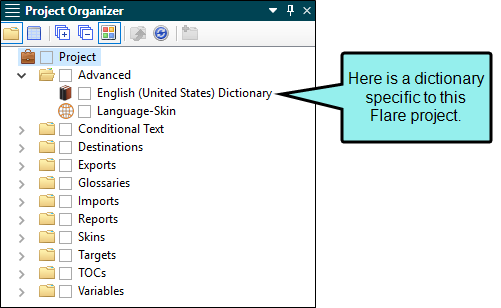 Project Organizer
Project
Advanced
English (United States) Dictionary
Language-Skin
Conditional Text
Destinations
Exports
Glossaries
Imports
Reports
Skins
Targets
TOCs
Variables
Here is a dictionary
specific to this
Flare project.